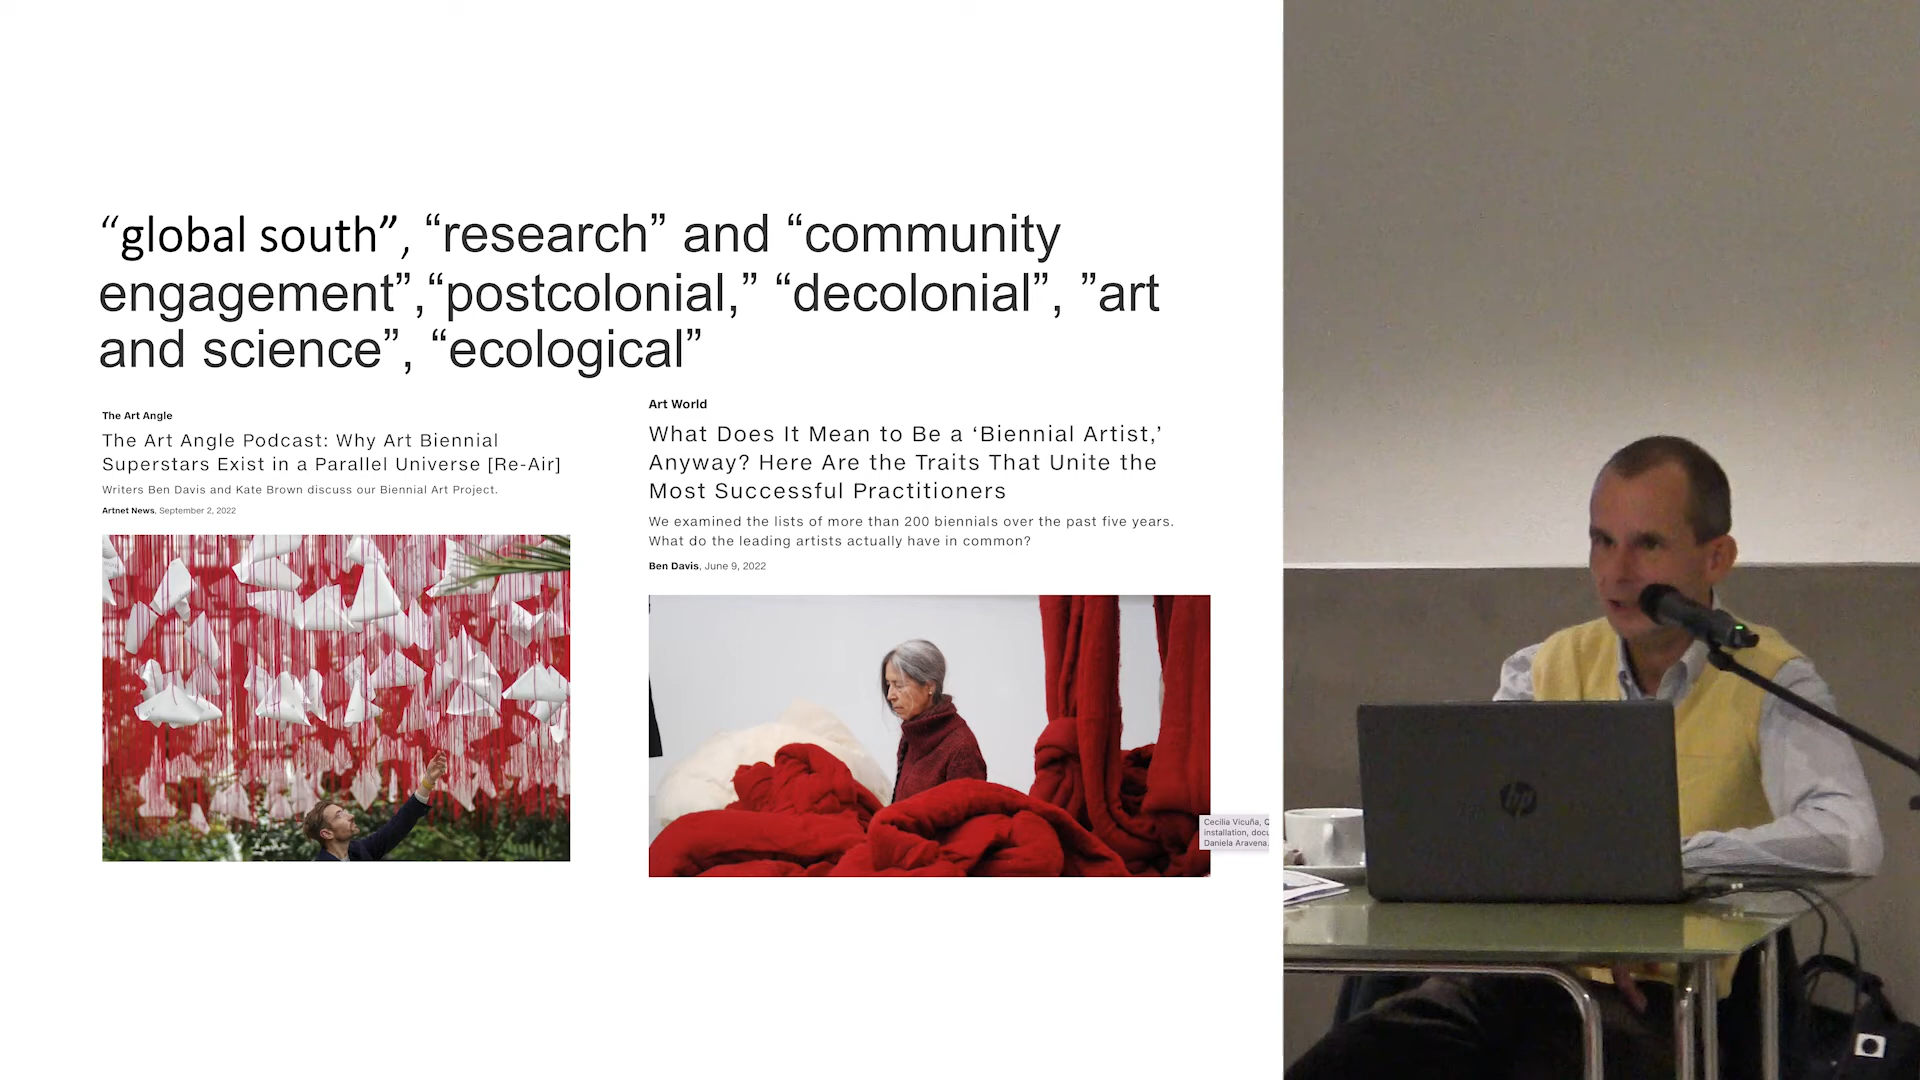 “global south”, “research” and “community
engagement”,“postcolonial,” “decolonial”, ”art
and science”, “ecological”
The Art Angle
The Art Angle Podcast: Why Art Biennial
Superstars Exist in a Parallel Universe [Re-Air]
Writers Ben Davis and Kate Brown discuss our Biennial Art Project.
Artnet News, September 2, 2022
Art World
What Does It Mean to Be a ‘Biennial Artist,’
Anyway? Here Are the Traits That Unite the
Most Successful Practitioners
We examined the lists of more than 200 biennials over the past five years.
What do the leading artists actually have in common?
Ben Davis, June 9, 2022
Cecilia Vicuña, Q
installation, docu
Daniela Aravena.
hp